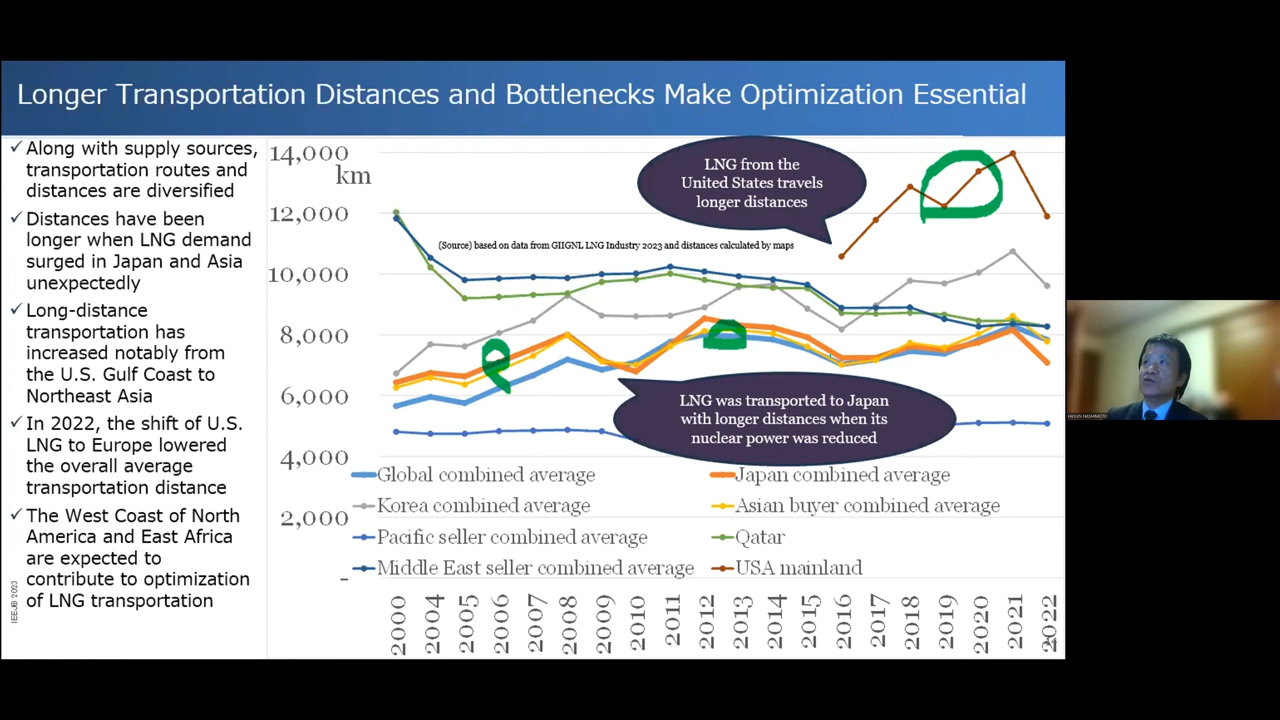 Longer Transportation Distances and Bottlenecks Make Optimization Essential
✓ Along with supply sources,
transportation routes and
distances are diversified
✓ Distances have been
longer when LNG demand
surged in Japan and Asia
unexpectedly
✓ Long-distance
transportation has
increased notably from
the U.S. Gulf Coast to
Northeast Asia
✓ In 2022, the shift of U.S.
LNG to Europe lowered
the overall average
transportation distance
✓ The West Coast of North
America and East Africa
are expected to
contribute to optimization
of LNG transportation
IEEJ© 2023
14,000
km
12,000
10,000
8,000
6,000
4,000
2,000
-
LNG from the
United States travels
longer distances
(Source) based on data from GIIGNL LNG Industry 2023 and distances calculated by maps
LNG was transported to Japan
with longer distances when its
nuclear power was reduced
Global combined average
Japan combined average
Korea combined average
Asian buyer combined average
Pacific seller combined average
Qatar
Middle East seller combined average
USA mainland
2000
2004
2005
2006
2007
2008
2009
2010
2011
2012
2013
2014
2015
2016
2017
2018
2019
2020
2021
2022
HASHIMOTO